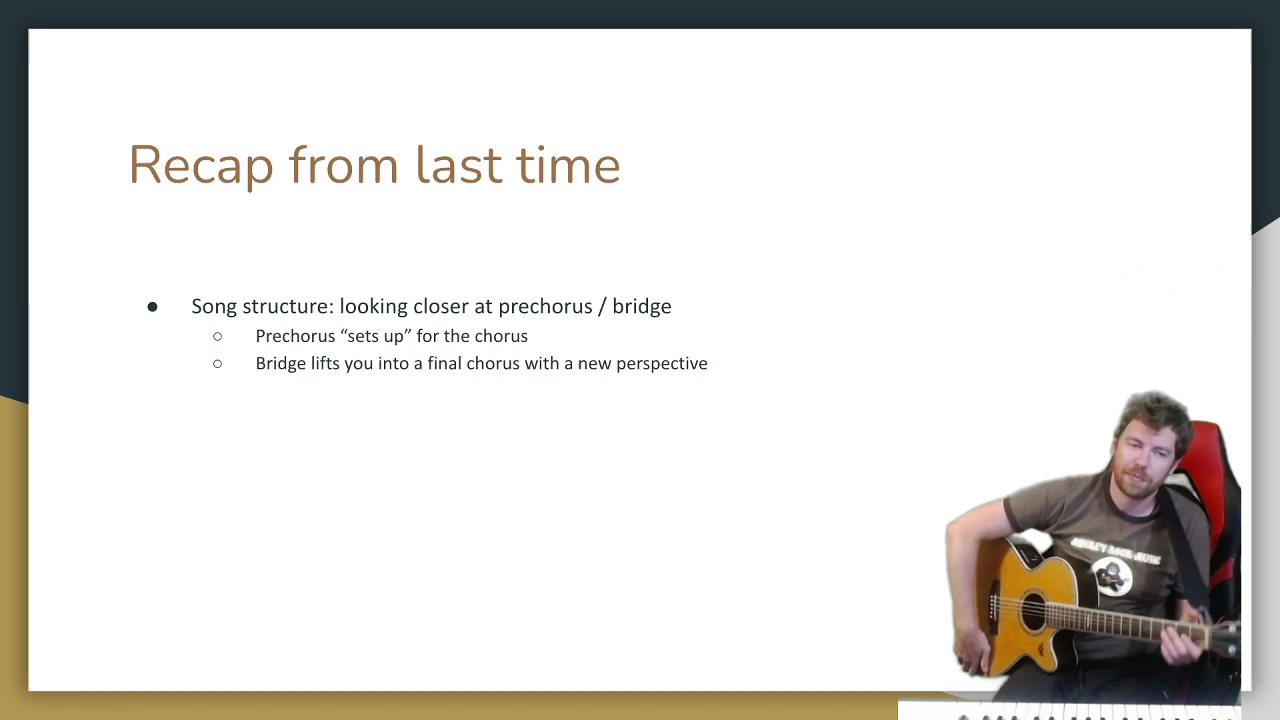 Recap from last time
● Song structure: looking closer at prechorus / bridge
○ Prechorus “sets up” for the chorus
○ Bridge lifts you into a final chorus with a new perspective